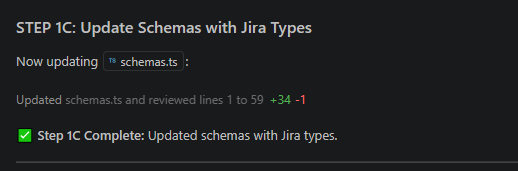 STEP 1C: Update Schemas with Jira Types
Now updating TS schemas.ts :
Updated schemas.ts and reviewed lines 1 to 59 +34 -1
✅ Step 1C Complete: Updated schemas with Jira types.